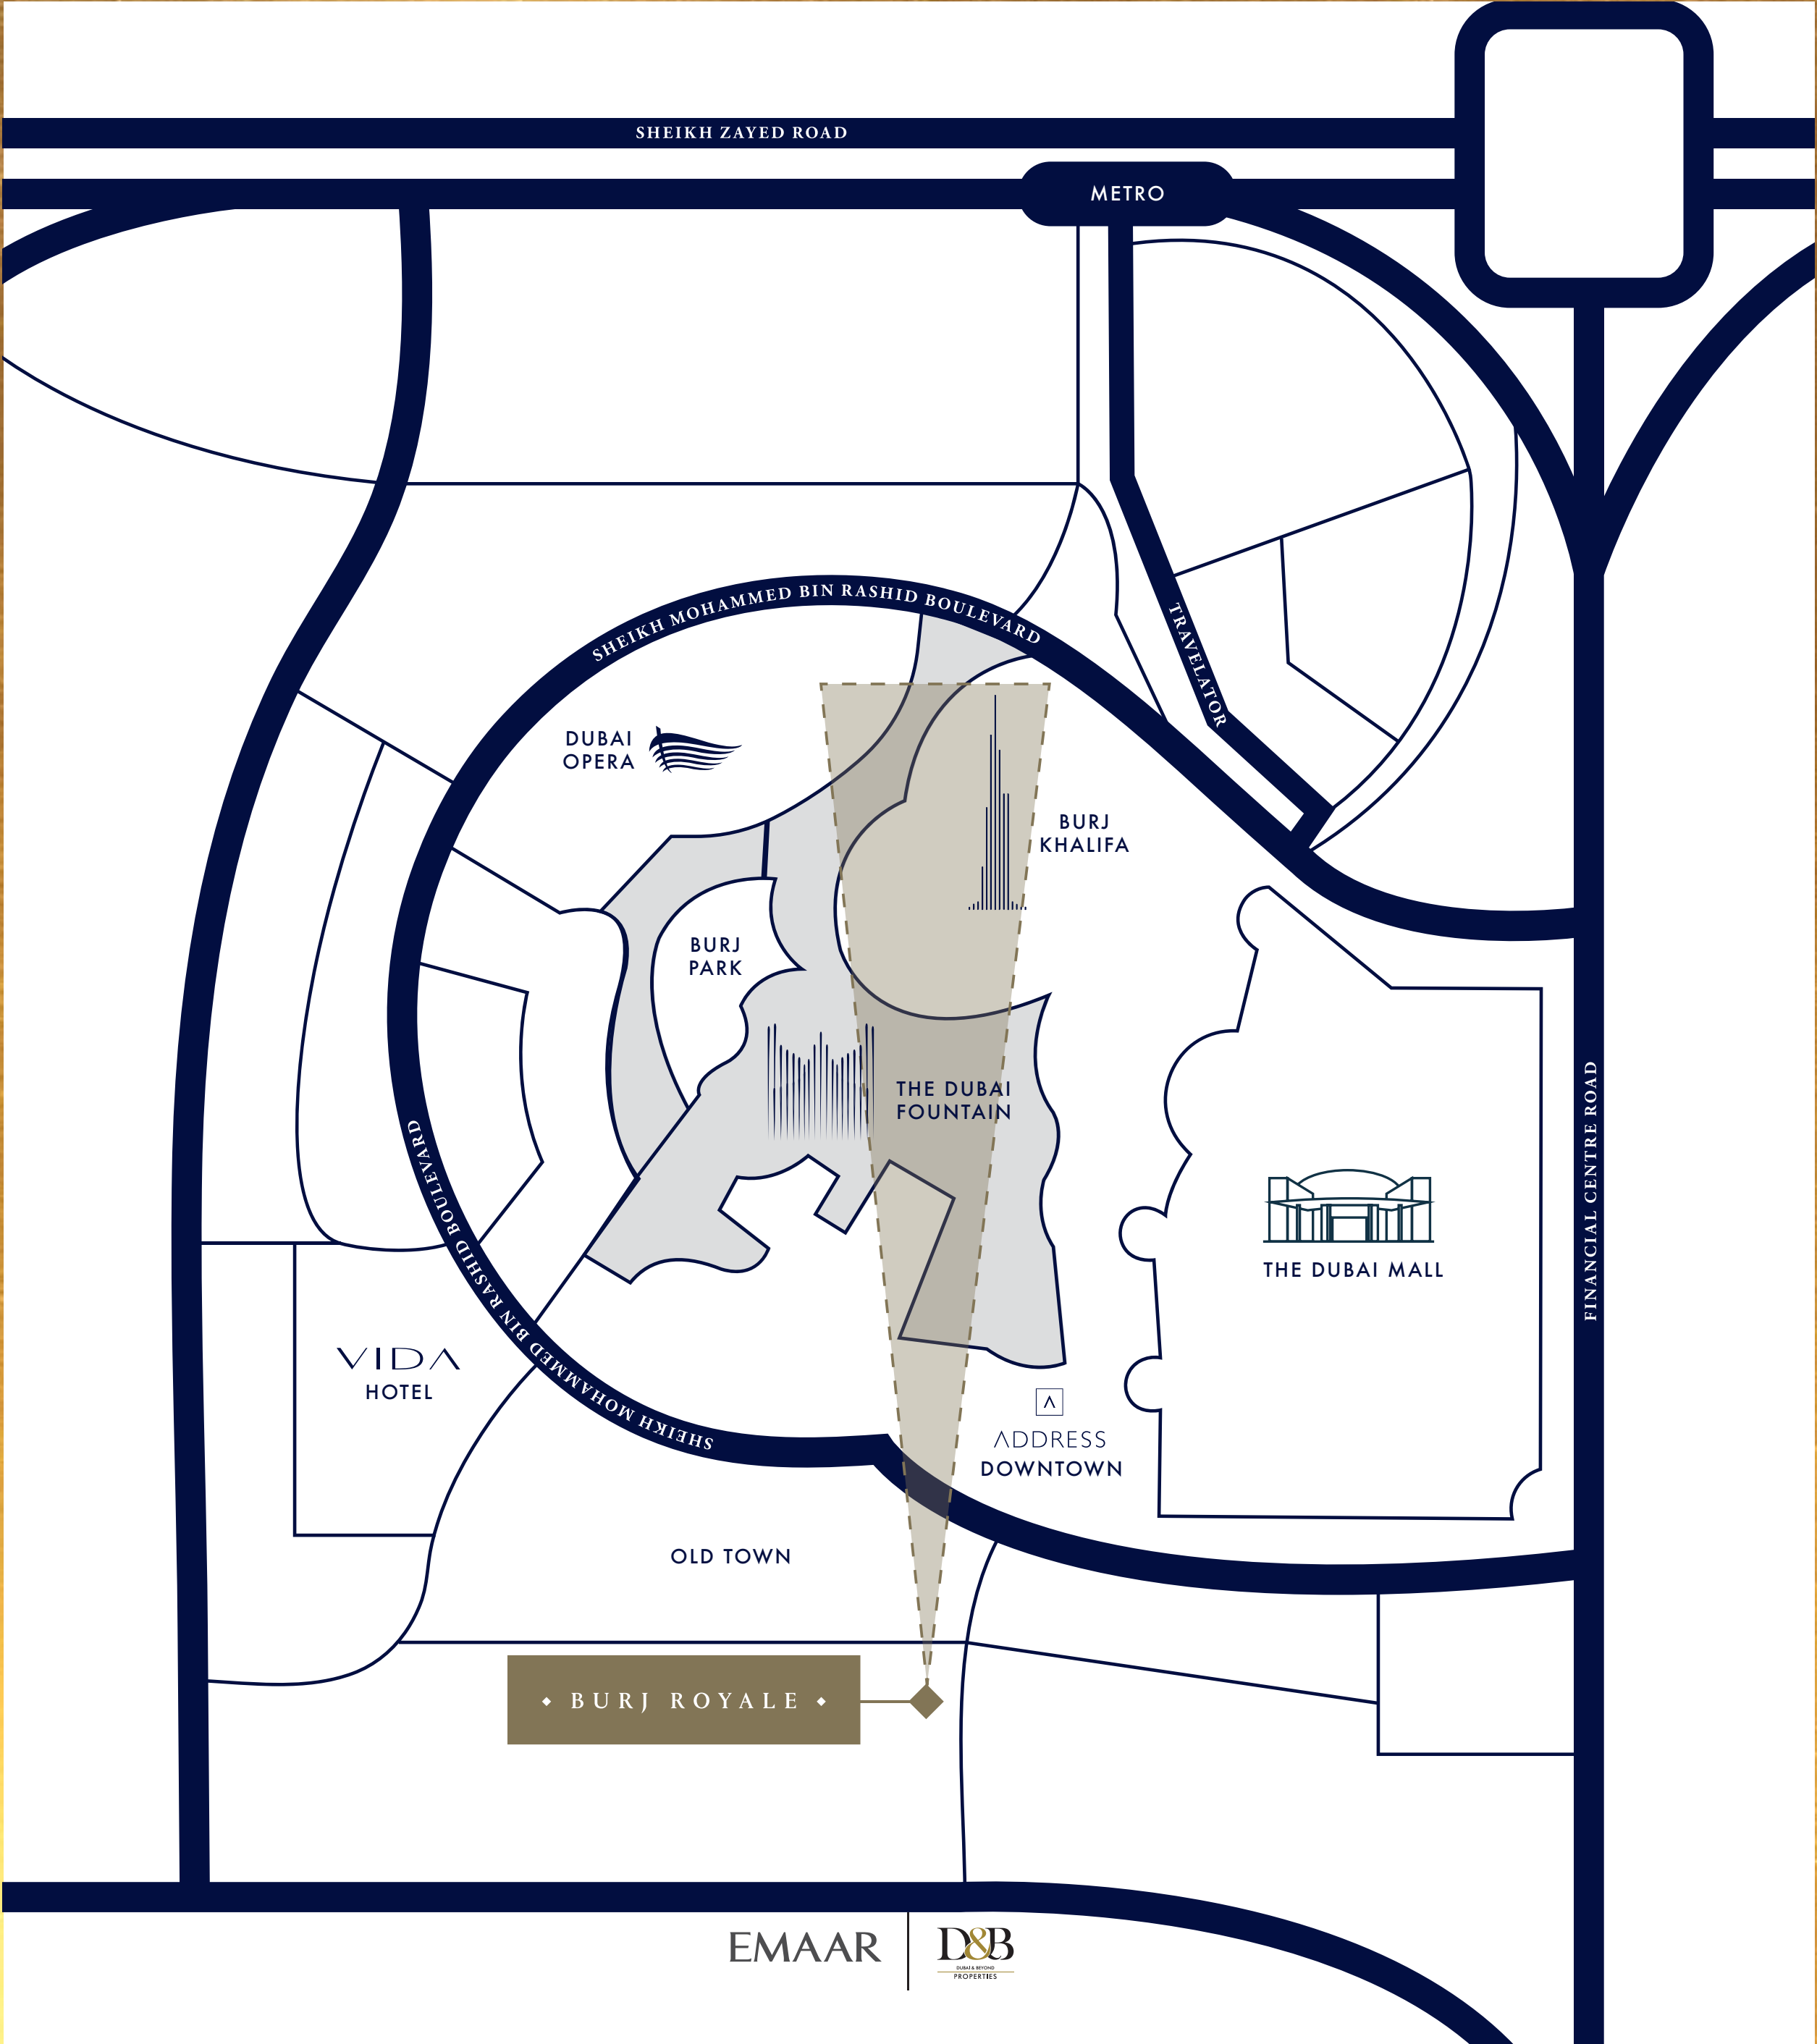 SHEIKH ZAYED ROAD
METRO
SHEIKH MOHAMMED BIN RASHID BOULEVARD
TRAVELATOR
DUBAI
OPERA
BURJ
KHALIFA
BURJ
PARK
THE DUBAI
FOUNTAIN
FINANCIAL CENTRE ROAD
SHEIKH MOHAMMED BIN RASHID BOULEVARD
THE DUBAI MALL
VIDA
HOTEL
ADDRESS
DOWNTOWN
OLD TOWN
BURJ ROYALE
EMAAR
D&B
DUBAI & BEYOND
PROPERTIES